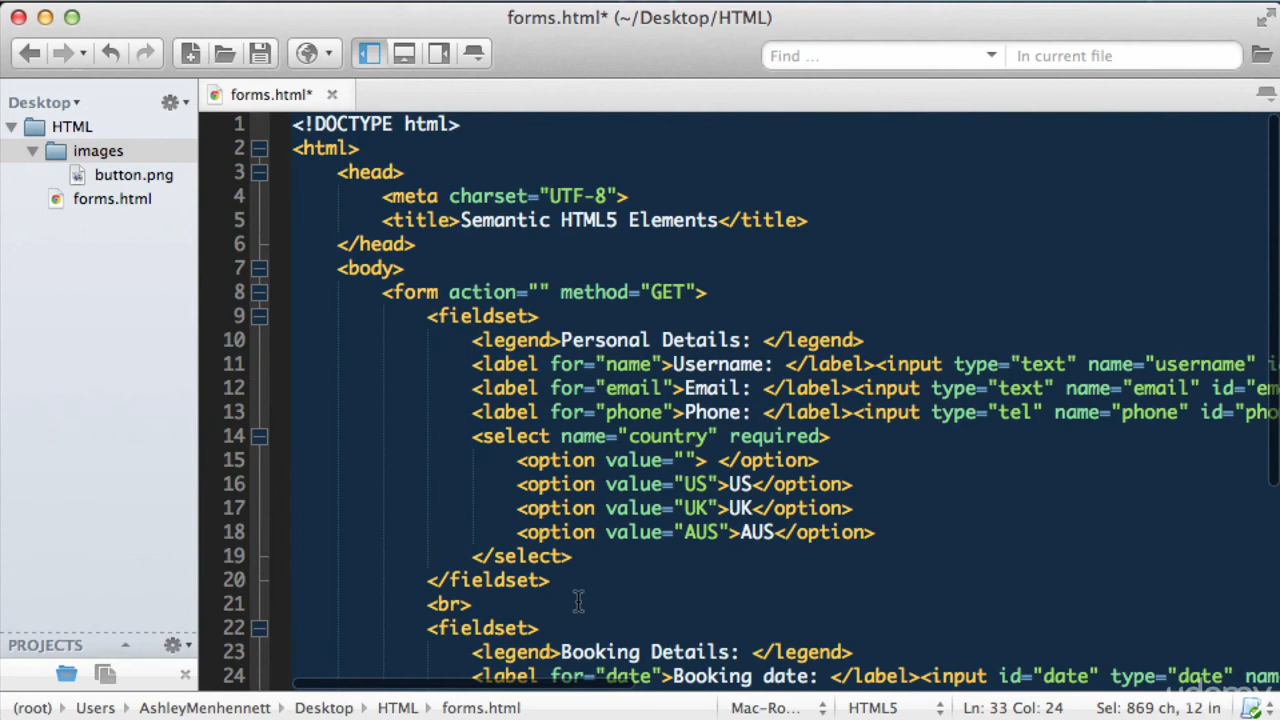 forms.html* (~/Desktop/HTML)
Find ...
In current file
Desktop
forms.html*
HTML
images
button.png
forms.html
1 <!DOCTYPE html>
2 <html>
3 <head>
4 <meta charset="UTF-8">
5 <title>Semantic HTML5 Elements</title>
6 </head>
7 <body>
8 <form action="" method="GET">
9 <fieldset>
10 <legend>Personal Details: </legend>
11 <label for="name">Username: </label><input type="text" name="username" i
12 <label for="email">Email: </label><input type="text" name="email" id="em
13 <label for="phone">Phone: </label><input type="tel" name="phone" id="pho
14 <select name="country" required>
15 <option value=""> </option>
16 <option value="US">US</option>
17 <option value="UK">UK</option>
18 <option value="AUS">AUS</option>
19 </select>
20 </fieldset>
21 <br>
22 <fieldset>
23 <legend>Booking Details: </legend>
24 <label for="date">Booking date: </label><input id="date" type="date" nam
PROJECTS
udemy
(root) Users AshleyMenhennett Desktop HTML forms.html
Mac-Ro... HTML5 Ln: 33 Col: 24 Sel: 869 ch, 12 in